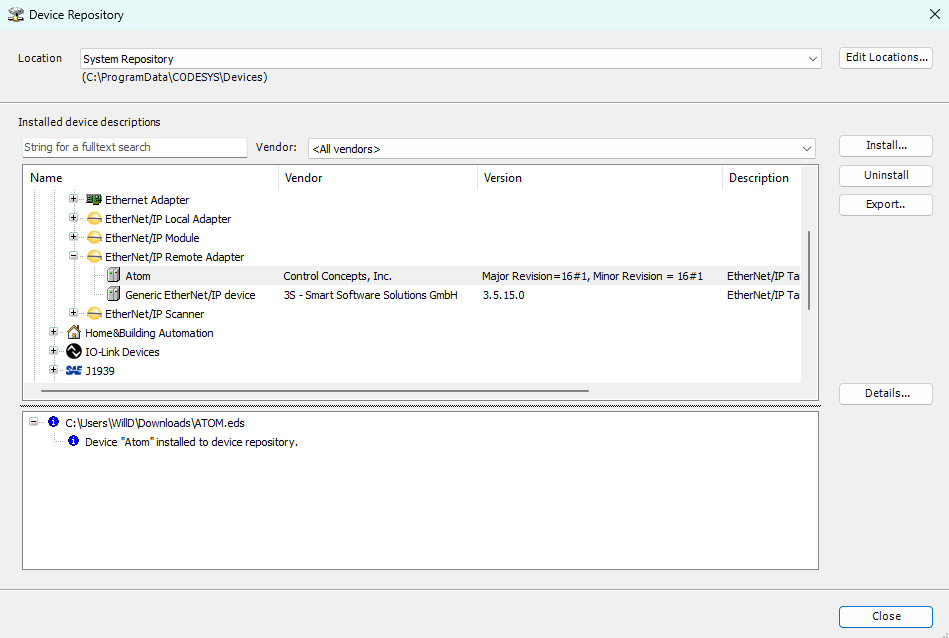 Device Repository
Location System Repository Edit Locations...
(C:\ProgramData\CODESYS\Devices)
Installed device descriptions
String for a fulltext search Vendor: <All vendors> Install...
Uninstall
Export..
Name Vendor Version Description
Ethernet Adapter
EtherNet/IP Local Adapter
EtherNet/IP Module
EtherNet/IP Remote Adapter
Atom Control Concepts, Inc. Major Revision=16#1, Minor Revision = 16#1 EtherNet/IP Ta
Generic EtherNet/IP device 3S - Smart Software Solutions GmbH 3.5.15.0 EtherNet/IP Ta
EtherNet/IP Scanner
Home&Building Automation
IO-Link Devices
SAE J1939
Details...
C:\Users\WillD\Downloads\ATOM.eds
Device "Atom" installed to device repository.
Close